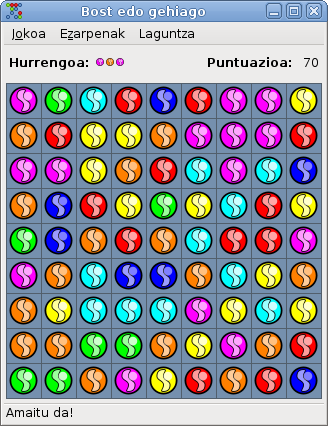 Bost edo gehiago
Jokoa Ezarpenak Laguntza
Hurrengoa: Puntuazioa: 70
Amaitu da!